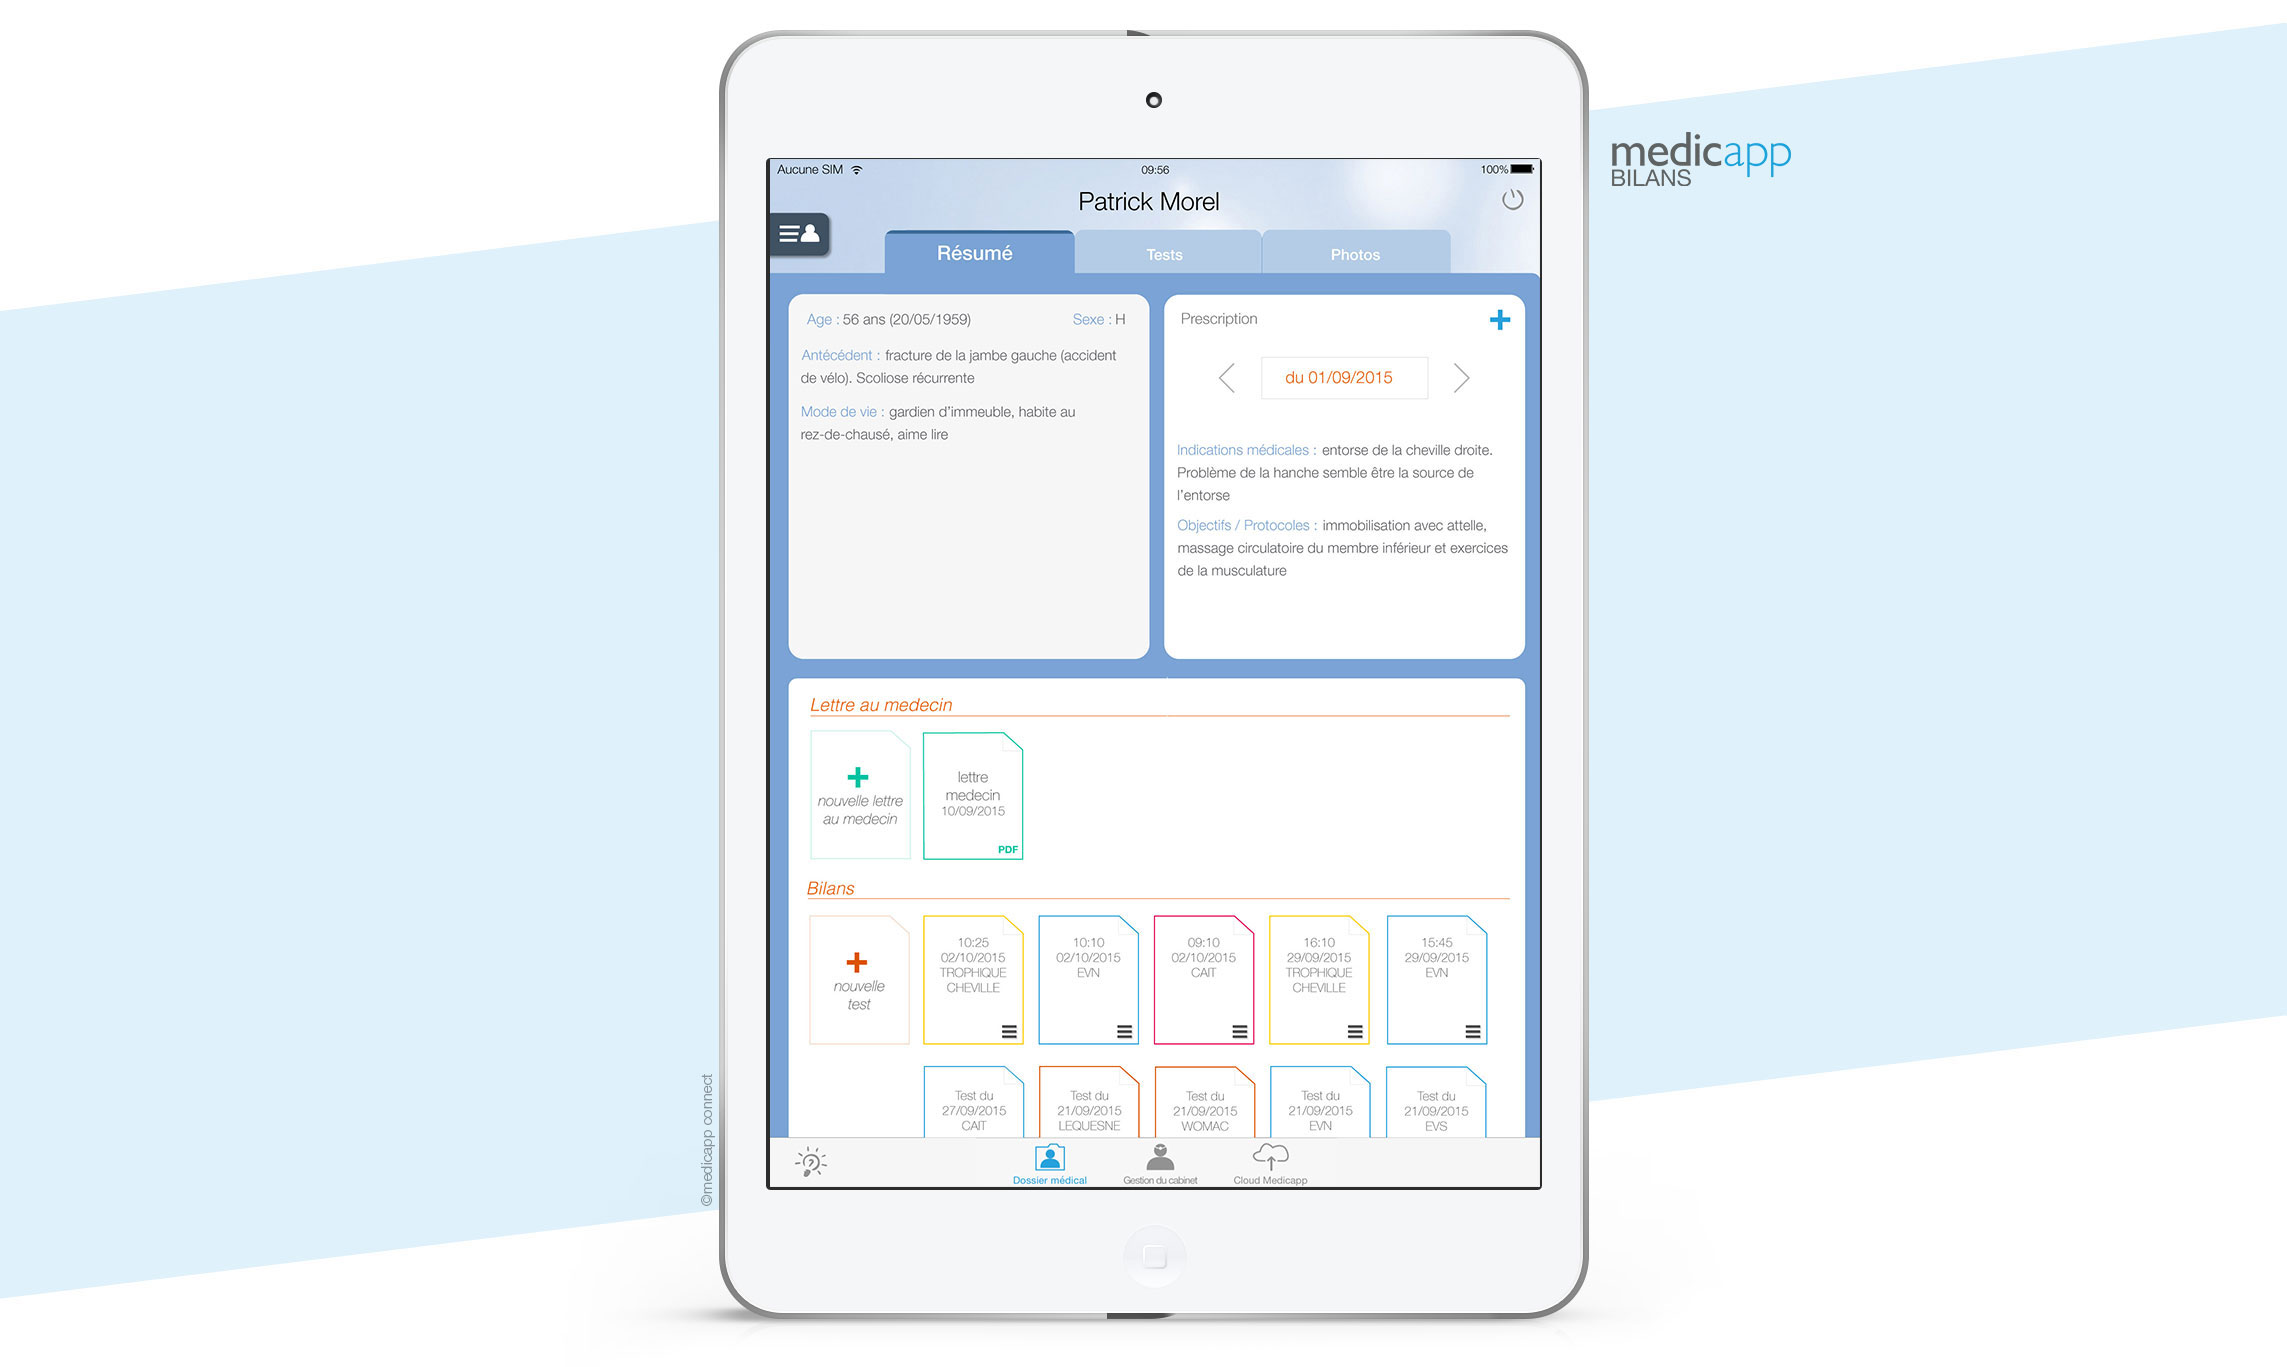 medicapp
BILANS
Aucune SIM
09:56
100%
Patrick Morel
Résumé
Tests
Photos
Age : 56 ans (20/05/1959)
Sexe : H
Antécédent : fracture de la jambe gauche (accident
de vélo). Scoliose récurrente
Mode de vie : gardien d'immeuble, habite au
rez-de-chausé, aime lire
Prescription
du 01/09/2015
Indications médicales : entorse de la cheville droite.
Problème de la hanche semble être la source de
l'entorse
Objectifs / Protocoles : immobilisation avec attelle,
massage circulatoire du membre inférieur et exercices
de la musculature
Lettre au medecin
nouvelle lettre
au medecin
lettre
medecin
10/09/2015
PDF
Bilans
nouvelle
test
10:25
02/10/2015
TROPHIQUE
CHEVILLE
10:10
02/10/2015
EVN
09:10
02/10/2015
CAIT
16:10
29/09/2015
TROPHIQUE
CHEVILLE
15:45
29/09/2015
EVN
Test du
27/09/2015
CAIT
Test du
21/09/2015
LEQUESNE
Test du
21/09/2015
WOMAC
Test du
21/09/2015
EVN
Test du
21/09/2015
EVS
Dossier médical
Gestion du cabinet
Cloud Medicapp
©medicapp connect